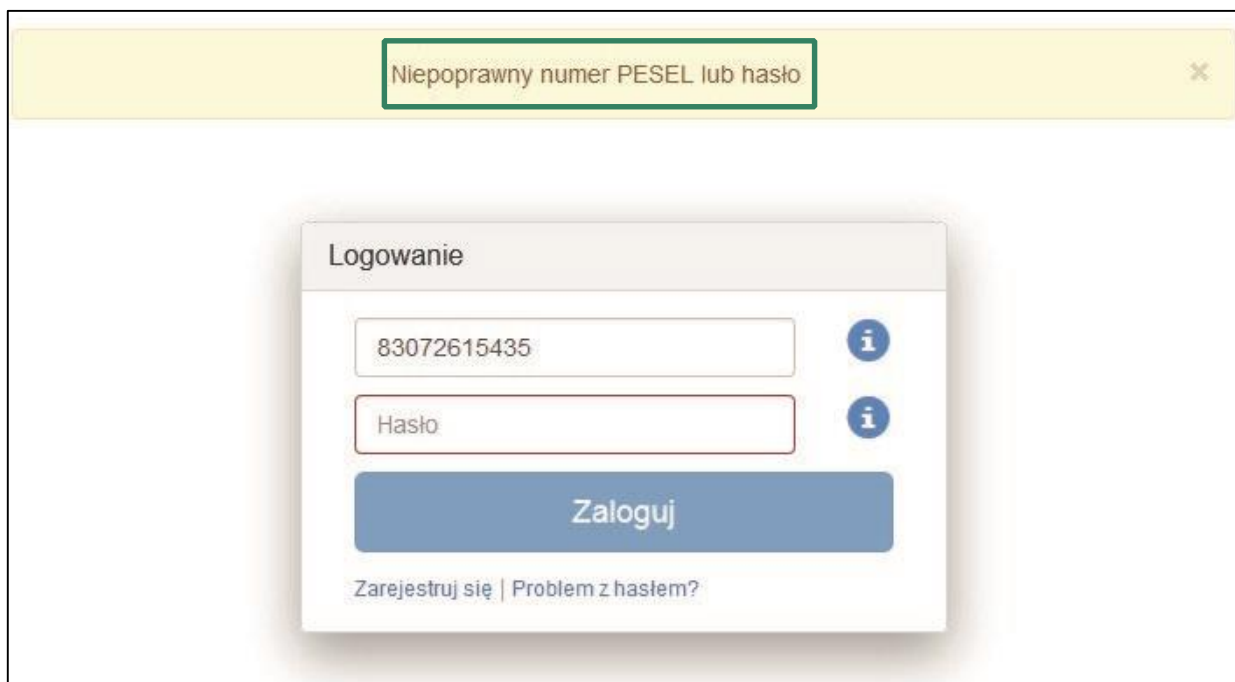 Niepoprawny numer PESEL lub hasło
×
Logowanie
83072615435
Hasło
Zaloguj
Zarejestruj się | Problem z hasłem?